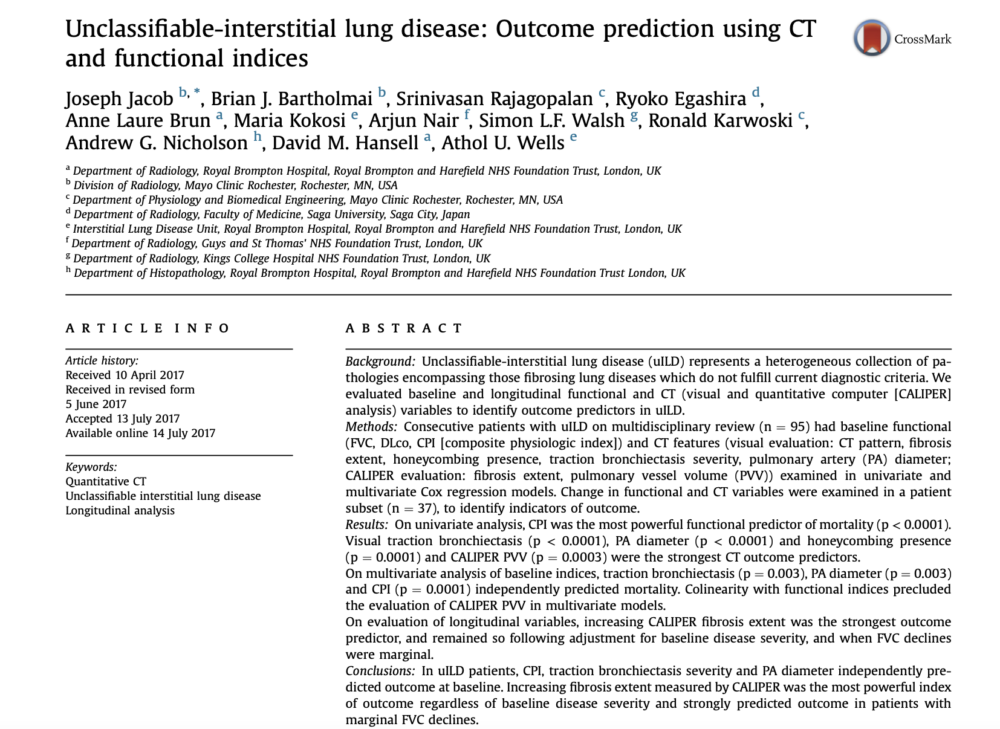 Unclassifiable-interstitial lung disease: Outcome prediction using CT
and functional indices
CrossMark
Joseph Jacob b, *, Brian J. Bartholmai b, Srinivasan Rajagopalan c, Ryoko Egashira d,
Anne Laure Brun a, Maria Kokosi e, Arjun Nair f, Simon L.F. Walsh g, Ronald Karwoski c,
Andrew G. Nicholson h, David M. Hansell a, Athol U. Wells e
a Department of Radiology, Royal Brompton Hospital, Royal Brompton and Harefield NHS Foundation Trust, London, UK
b Division of Radiology, Mayo Clinic Rochester, Rochester, MN, USA
c Department of Physiology and Biomedical Engineering, Mayo Clinic Rochester, Rochester, MN, USA
d Department of Radiology, Faculty of Medicine, Saga University, Saga City, Japan
e Interstitial Lung Disease Unit, Royal Brompton Hospital, Royal Brompton and Harefield NHS Foundation Trust, London, UK
f Department of Radiology, Guys and St Thomas' NHS Foundation Trust, London, UK
g Department of Radiology, Kings College Hospital NHS Foundation Trust, London, UK
h Department of Histopathology, Royal Brompton Hospital, Royal Brompton and Harefield NHS Foundation Trust London, UK
ARTICLE INFO
Article history:
Received 10 April 2017
Received in revised form
5 June 2017
Accepted 13 July 2017
Available online 14 July 2017
Keywords:
Quantitative CT
Unclassifiable interstitial lung disease
Longitudinal analysis
ABSTRACT
Background: Unclassifiable-interstitial lung disease (uILD) represents a heterogeneous collection of pa-
thologies encompassing those fibrosing lung diseases which do not fulfill current diagnostic criteria. We
evaluated baseline and longitudinal functional and CT (visual and quantitative computer [CALIPER]
analysis) variables to identify outcome predictors in uILD.
Methods: Consecutive patients with uILD on multidisciplinary review (n = 95) had baseline functional
(FVC, DLco, CPI [composite physiologic index]) and CT features (visual evaluation: CT pattern, fibrosis
extent, honeycombing presence, traction bronchiectasis severity, pulmonary artery (PA) diameter;
CALIPER evaluation: fibrosis extent, pulmonary vessel volume (PVV)) examined in univariate and
multivariate Cox regression models. Change in functional and CT variables were examined in a patient
subset (n = 37), to identify indicators of outcome.
Results: On univariate analysis, CPI was the most powerful functional predictor of mortality (p < 0.0001).
Visual traction bronchiectasis (p < 0.0001), PA diameter (p < 0.0001) and honeycombing presence
(p = 0.0001) and CALIPER PVV (p = 0.0003) were the strongest CT outcome predictors.
On multivariate analysis of baseline indices, traction bronchiectasis (p = 0.003), PA diameter (p = 0.003)
and CPI (p = 0.0001) independently predicted mortality. Colinearity with functional indices precluded
the evaluation of CALIPER PVV in multivariate models.
On evaluation of longitudinal variables, increasing CALIPER fibrosis extent was the strongest outcome
predictor, and remained so following adjustment for baseline disease severity, and when FVC declines
were marginal.
Conclusions: In uILD patients, CPI, traction bronchiectasis severity and PA diameter independently pre-
dicted outcome at baseline. Increasing fibrosis extent measured by CALIPER was the most powerful index
of outcome regardless of baseline disease severity and strongly predicted outcome in patients with
marginal FVC declines.